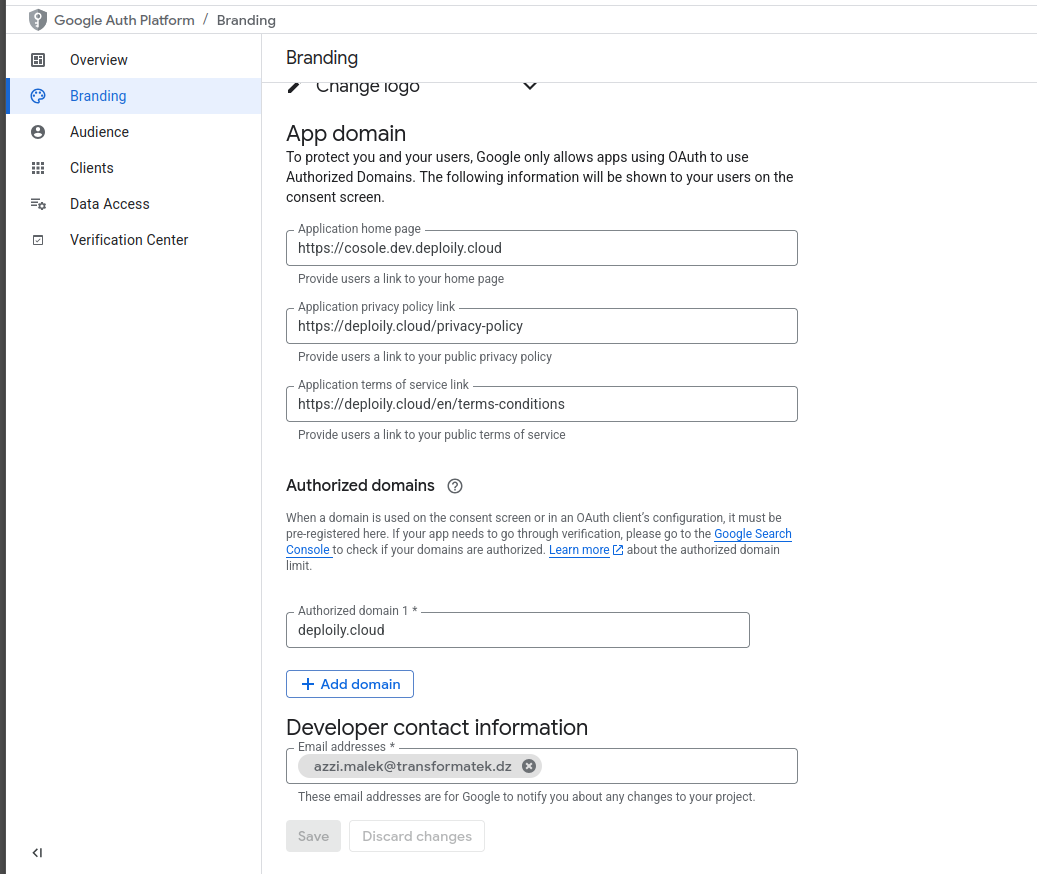 Google Auth Platform / Branding
Overview
Branding
Audience
Clients
Data Access
Verification Center
Branding
Change logo
App domain
To protect you and your users, Google only allows apps using OAuth to use
Authorized Domains. The following information will be shown to your users on the
consent screen.
Application home page
https://cosole.dev.deploily.cloud
Provide users a link to your home page
Application privacy policy link
https://deploily.cloud/privacy-policy
Provide users a link to your public privacy policy
Application terms of service link
https://deploily.cloud/en/terms-conditions
Provide users a link to your public terms of service
Authorized domains
When a domain is used on the consent screen or in an OAuth client's configuration, it must be
pre-registered here. If your app needs to go through verification, please go to the Google Search
Console to check if your domains are authorized. Learn more about the authorized domain
limit.
Authorized domain 1 *
deploily.cloud
Add domain
Developer contact information
Email addresses *
azzi.malek@transformatek.dz
These email addresses are for Google to notify you about any changes to your project.
Save Discard changes